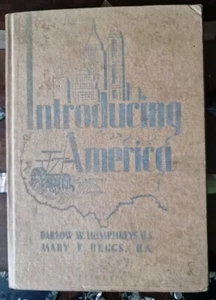 Introducing
America
BARLOW W. HUMPHREYS
MARY F. BEGGS, B.A.